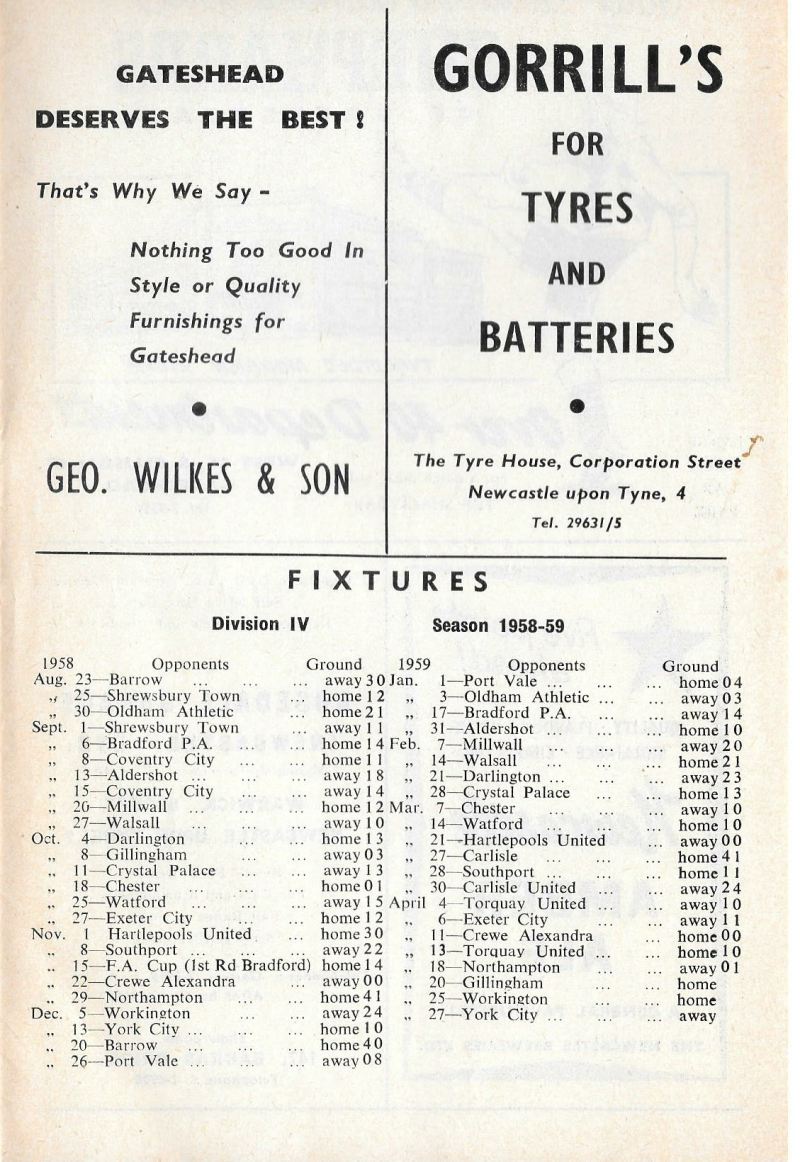 GATESHEAD
DESERVES THE BEST !
That's Why We Say –
Nothing Too Good In
Style or Quality
Furnishings for
Gateshead
GEO. WILKES & SON
GORRILL'S
FOR
TYRES
AND
BATTERIES
The Tyre House, Corporation Street
Newcastle upon Tyne, 4
Tel. 29631/5
FIXTURES
Division IV
Season 1958-59
1958 Opponents Ground
Aug. 23—Barrow ... ... ... away 3 0
„ 25—Shrewsbury Town ... home 1 2
„ 30—Oldham Athletic ... home 2 1
Sept. 1—Shrewsbury Town ... away 1 1
„ 6—Bradford P.A. ... ... home 1 4
„ 8—Coventry City ... ... home 1 1
„ 13—Aldershot ... ... ... away 1 8
„ 15—Coventry City ... ... away 1 4
„ 20—Millwall ... ... ... home 1 2
„ 27—Walsall ... ... ... away 1 0
Oct. 4—Darlington ... ... home 1 3
„ 8—Gillingham ... ... away 0 3
„ 11—Crystal Palace ... ... away 1 3
„ 18—Chester ... ... ... home 0 1
„ 25—Watford ... ... ... away 1 5
„ 27—Exeter City ... ... home 1 2
Nov. 1 Hartlepools United ... home 3 0
„ 8—Southport ... ... ... away 2 2
„ 15—F.A. Cup (1st Rd Bradford) home 1 4
„ 22—Crewe Alexandra ... away 0 0
„ 29—Northampton ... ... home 4 1
Dec. 5—Workington ... ... away 2 4
„ 13—York City ... ... ... home 1 0
„ 20—Barrow ... ... ... home 4 0
„ 26—Port Vale ... ... ... away 0 8
1959 Opponents Ground
Jan. 1—Port Vale ... ... ... home 0 4
„ 3—Oldham Athletic ... ... away 0 3
„ 17—Bradford P.A. ... ... away 1 4
„ 31—Aldershot ... ... home 1 0
Feb. 7—Millwall ... ... ... away 2 0
„ 14—Walsall ... ... ... home 2 1
„ 21—Darlington ... ... ... away 2 3
„ 28—Crystal Palace ... ... home 1 3
Mar. 7—Chester ... ... ... away 1 0
„ 14—Watford ... ... ... home 1 0
„ 21—Hartlepools United ... away 0 0
„ 27—Carlisle ... ... ... home 4 1
„ 28—Southport ... ... ... home 1 1
„ 30—Carlisle United ... away 2 4
April 4—Torquay United ... ... away 1 0
„ 6—Exeter City ... ... away 1 1
„ 11—Crewe Alexandra ... home 0 0
„ 13—Torquay United ... ... home 1 0
„ 18—Northampton ... ... away 0 1
„ 20—Gillingham ... ... home
„ 25—Workington ... ... home
„ 27—York City ... ... ... away